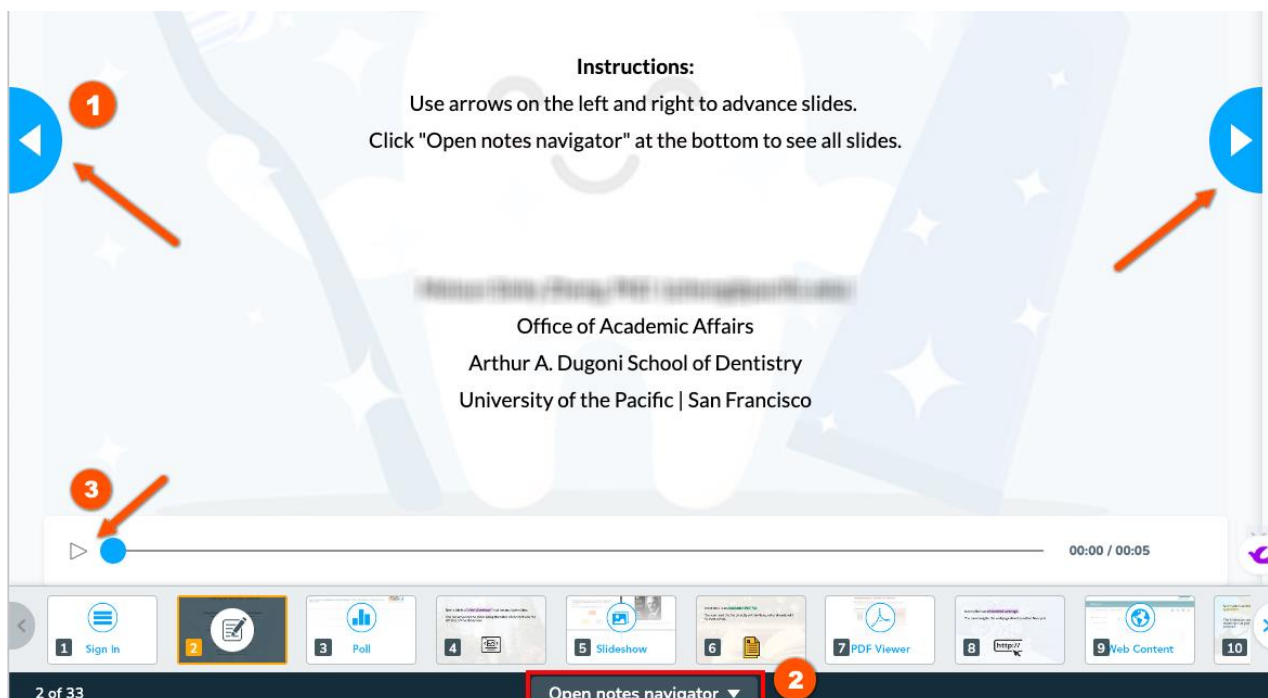 Instructions:
Use arrows on the left and right to advance slides.
Click "Open notes navigator" at the bottom to see all slides.
1
Office of Academic Affairs
Arthur A. Dugoni School of Dentistry
University of the Pacific | San Francisco
3
00:00 / 00:05
1 Sign In
2
3 Poll
4
5 Slideshow
6
7 PDF Viewer
8 http://
9 Web Content
10
2 of 33
Open notes navigator ▼
2